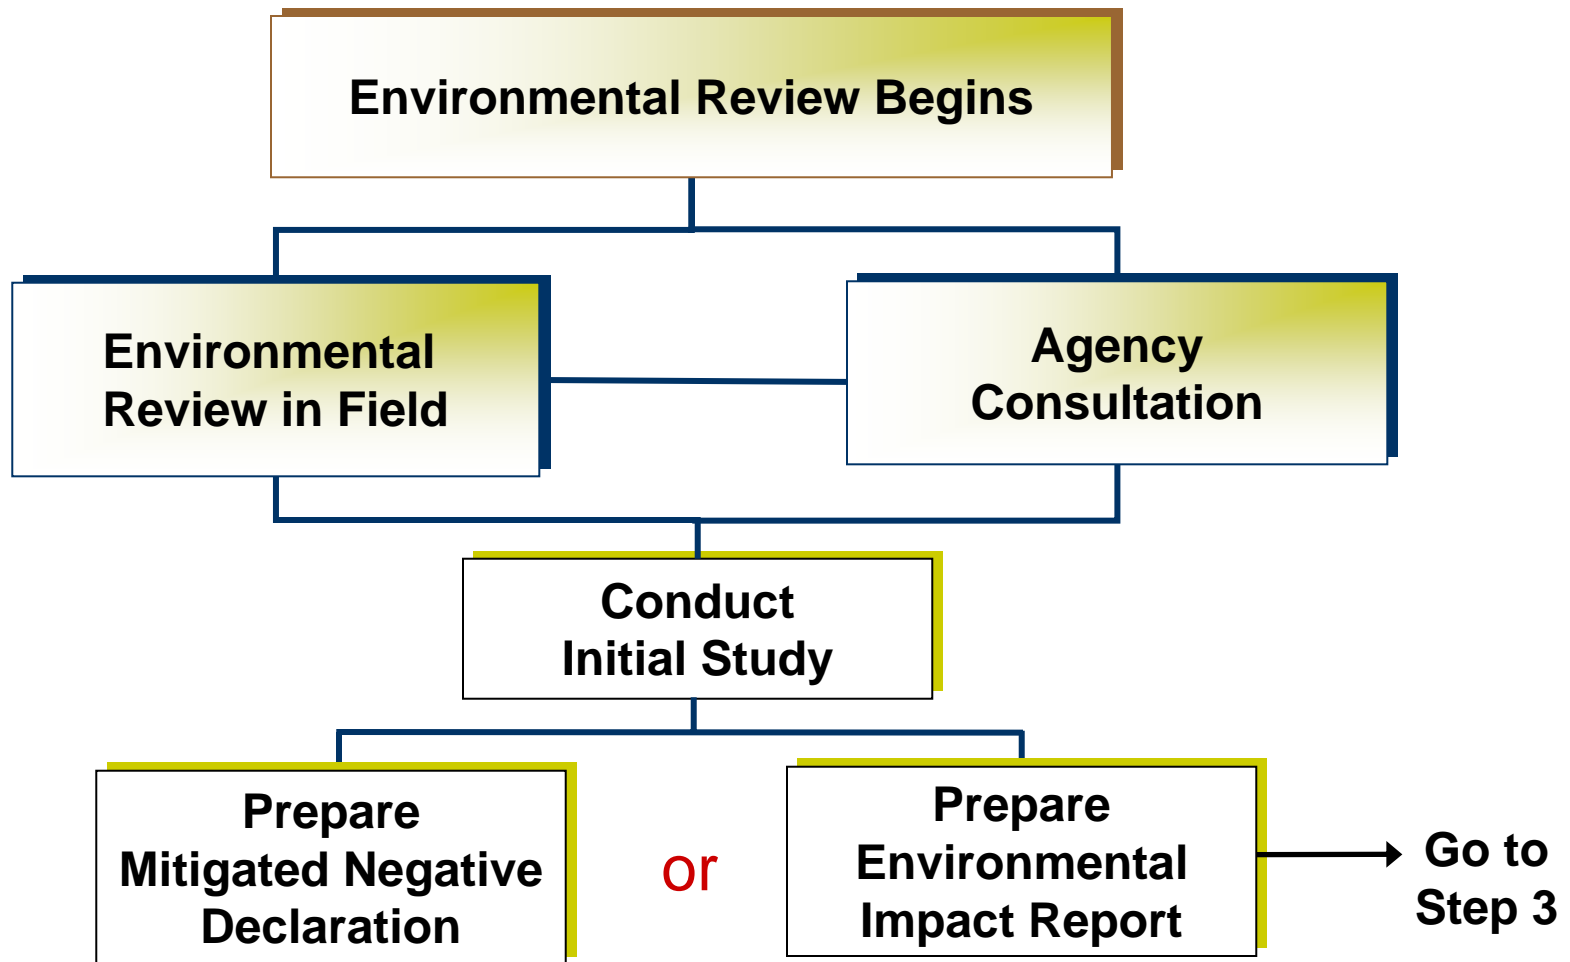 Environmental Review Begins
Environmental
Review in Field
Agency
Consultation
Conduct
Initial Study
Prepare
Mitigated Negative
Declaration
or
Prepare
Environmental
Impact Report
Go to
Step 3